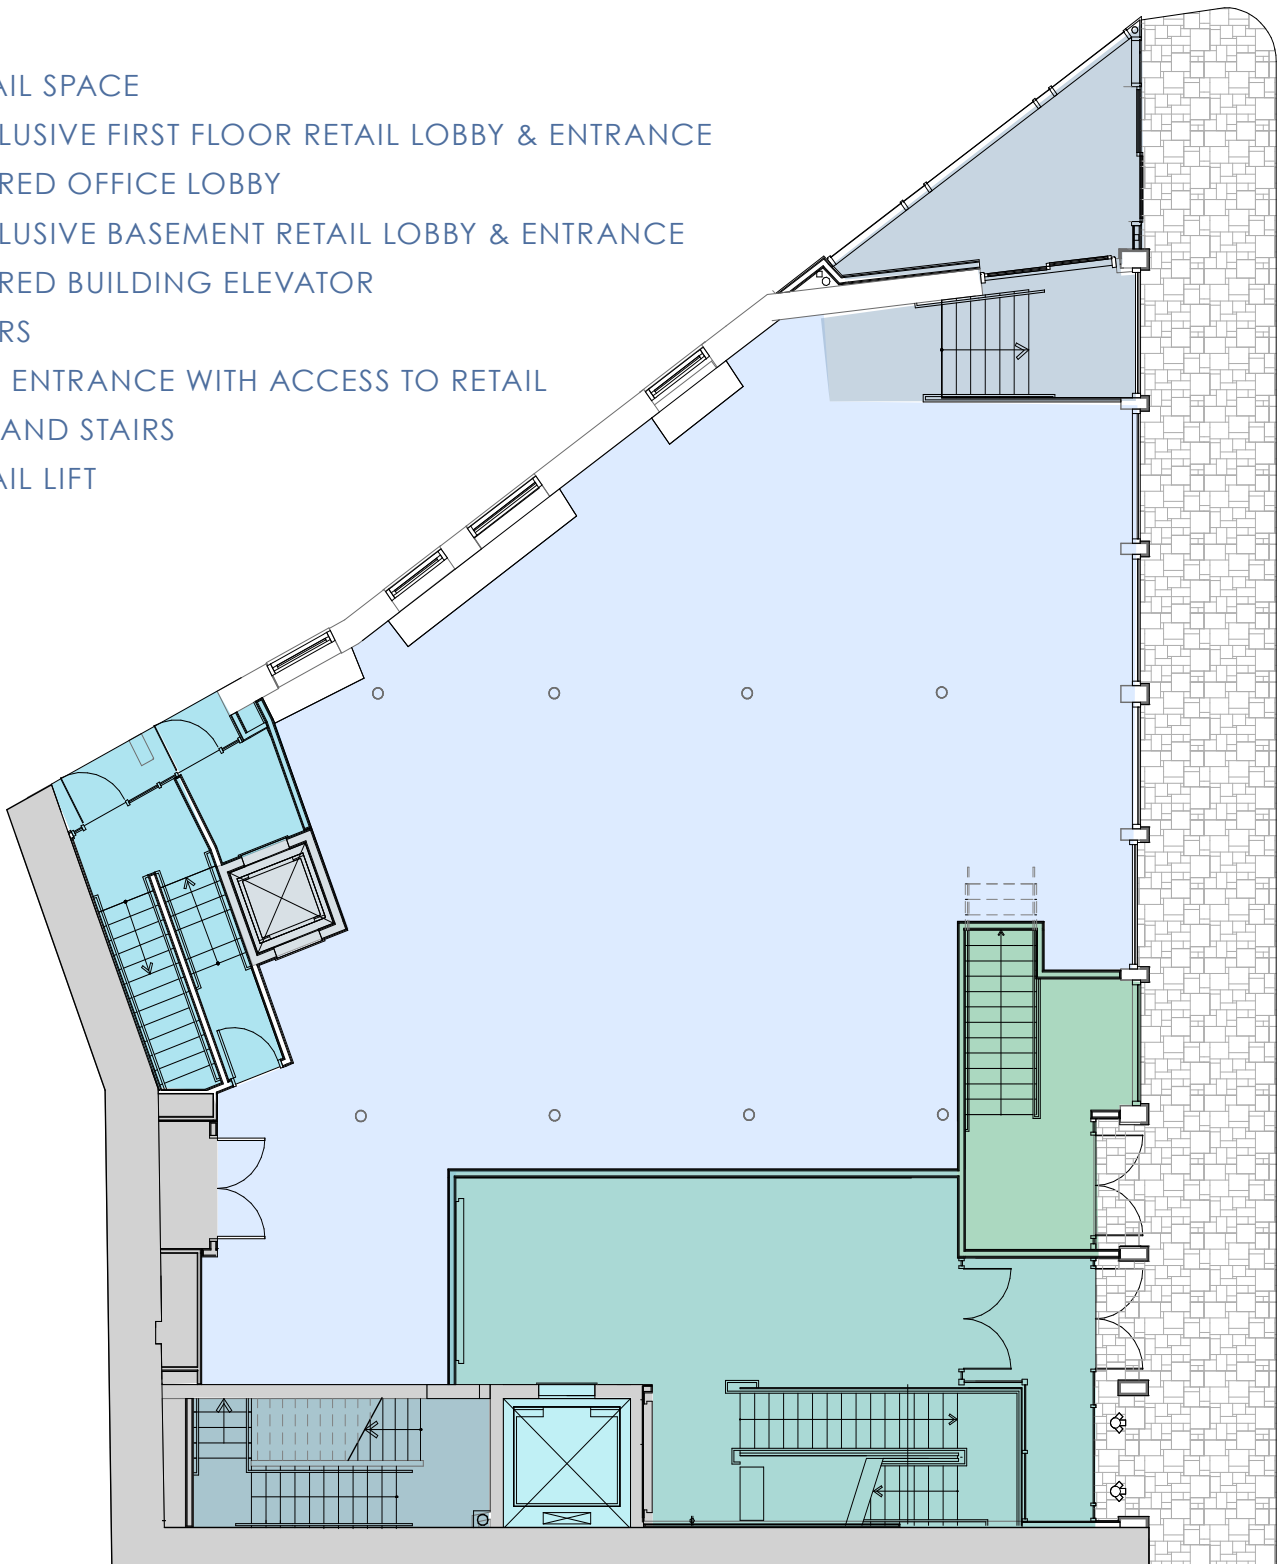 AIL SPACE
LUSIVE FIRST FLOOR RETAIL LOBBY & ENTRANCE
RED OFFICE LOBBY
LUSIVE BASEMENT RETAIL LOBBY & ENTRANCE
RED BUILDING ELEVATOR
RS
ENTRANCE WITH ACCESS TO RETAIL
AND STAIRS
AIL LIFT